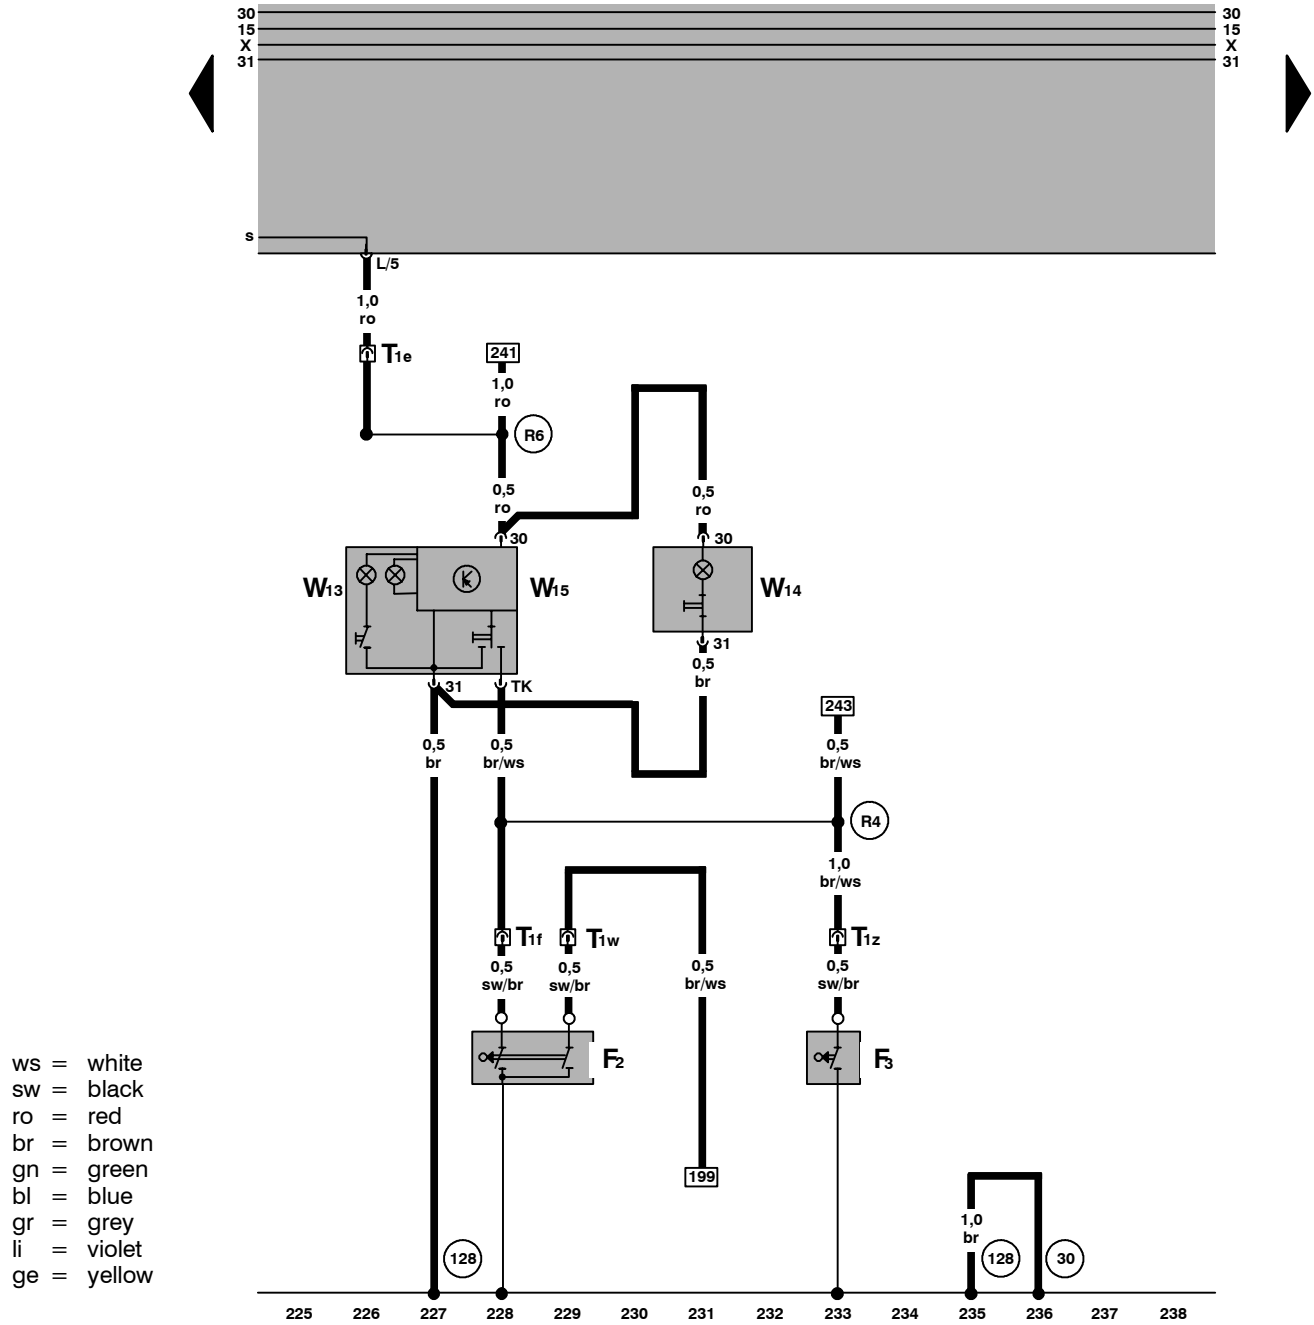 30 30
15 15
X X
31 31
s
L/5
1,0
ro
T1e
241
1,0
ro
R6
0,5
ro
0,5
ro
30
30
W13
W15
W14
31
0,5
br
31
TK
243
0,5
br
0,5
br/ws
0,5
br/ws
R4
1,0
br/ws
T1f
T1w
T1z
0,5
sw/br
0,5
sw/br
0,5
br/ws
0,5
sw/br
F2
F3
ws = white
sw = black
ro = red
br = brown
gn = green
bl = blue
gr = grey
li = violet
ge = yellow
199
1,0
br
128
128
30
225 226 227 228 229 230 231 232 233 234 235 236 237 238